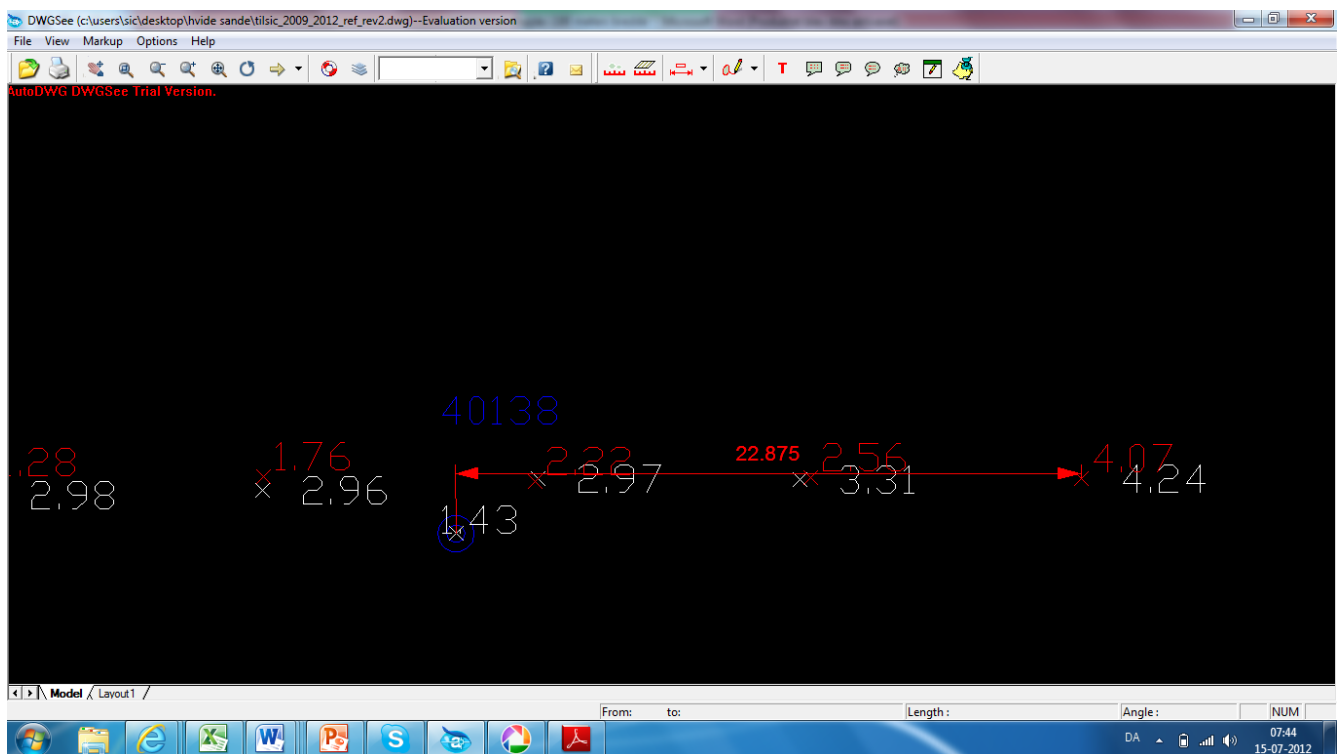 DWGSee (c:\users\sic\desktop\hvide sande\tilsic_2009_2012_ref_rev2.dwg)--Evaluation version
File View Markup Options Help
AutoDWG DWGSee Trial Version.
40138
.28 1.76 2.22 22.875 2.56 4.07
2.98 2.96 2.97 3.31 4.24
1.43
Model Layout1
From: to: Length : Angle : NUM
DA 07:44
15-07-2012